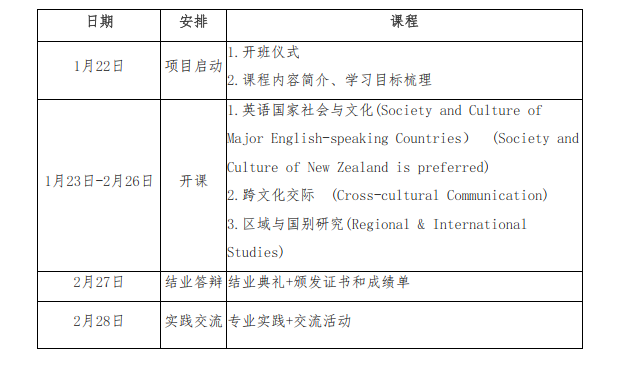 日期 安排 课程
1月22日 项目启动 1.开班仪式
2.课程内容简介、学习目标梳理
1月23日-2月26日 开课 1.英语国家社会与文化(Society and Culture of
Major English-speaking Countries） (Society and
Culture of New Zealand is preferred)
2.跨文化交际 (Cross-cultural Communication)
3.区域与国别研究(Regional & International
Studies)
2月27日 结业答辩 结业典礼+颁发证书和成绩单
2月28日 实践交流 专业实践+交流活动